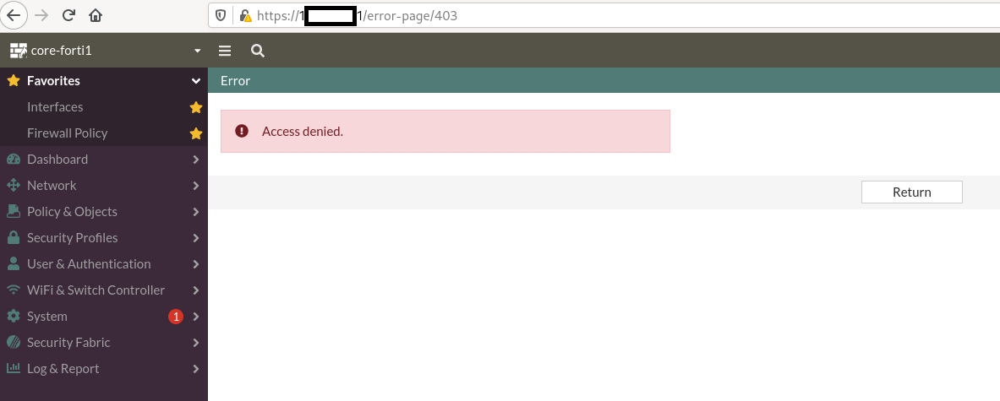 https://1 1/error-page/403
core-forti1
Favorites
Error
Interfaces
Firewall Policy
Access denied.
Dashboard
Network
Return
Policy & Objects
Security Profiles
User & Authentication
WiFi & Switch Controller
System 1
Security Fabric
Log & Report